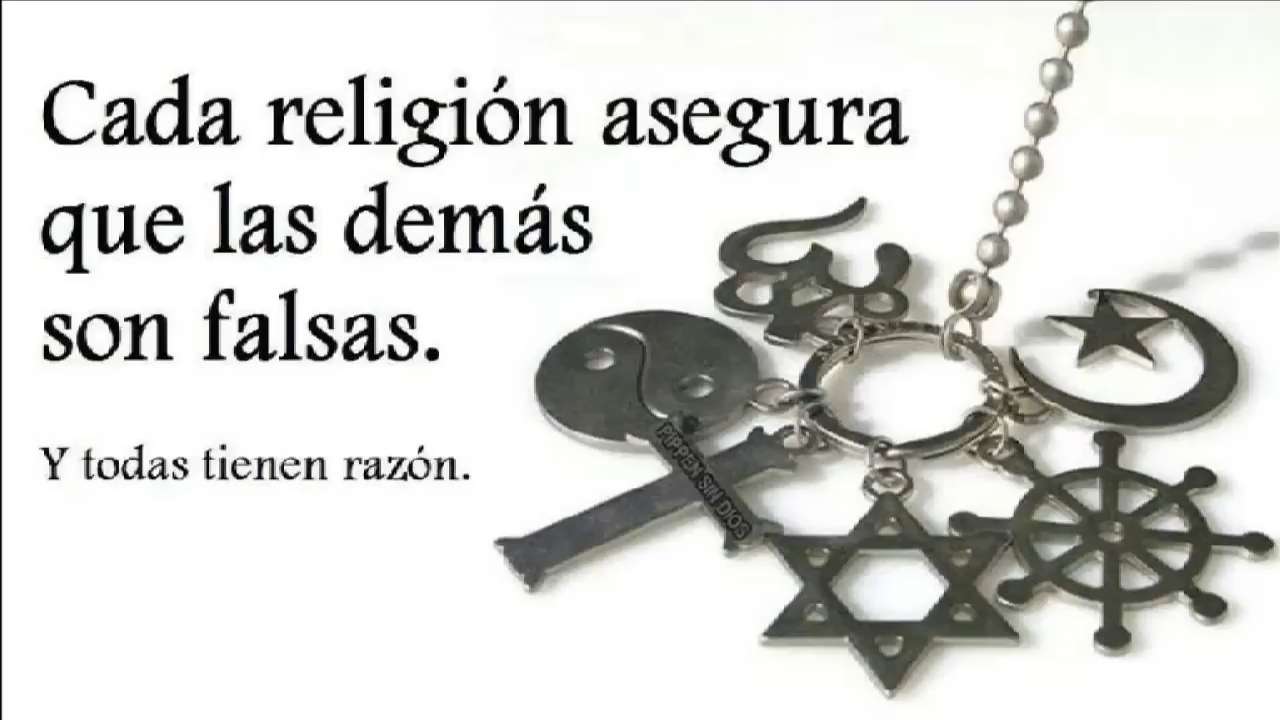 Cada religión asegura
que las demás
son falsas.
Y todas tienen razón.
PIPPEN SIN DIOS